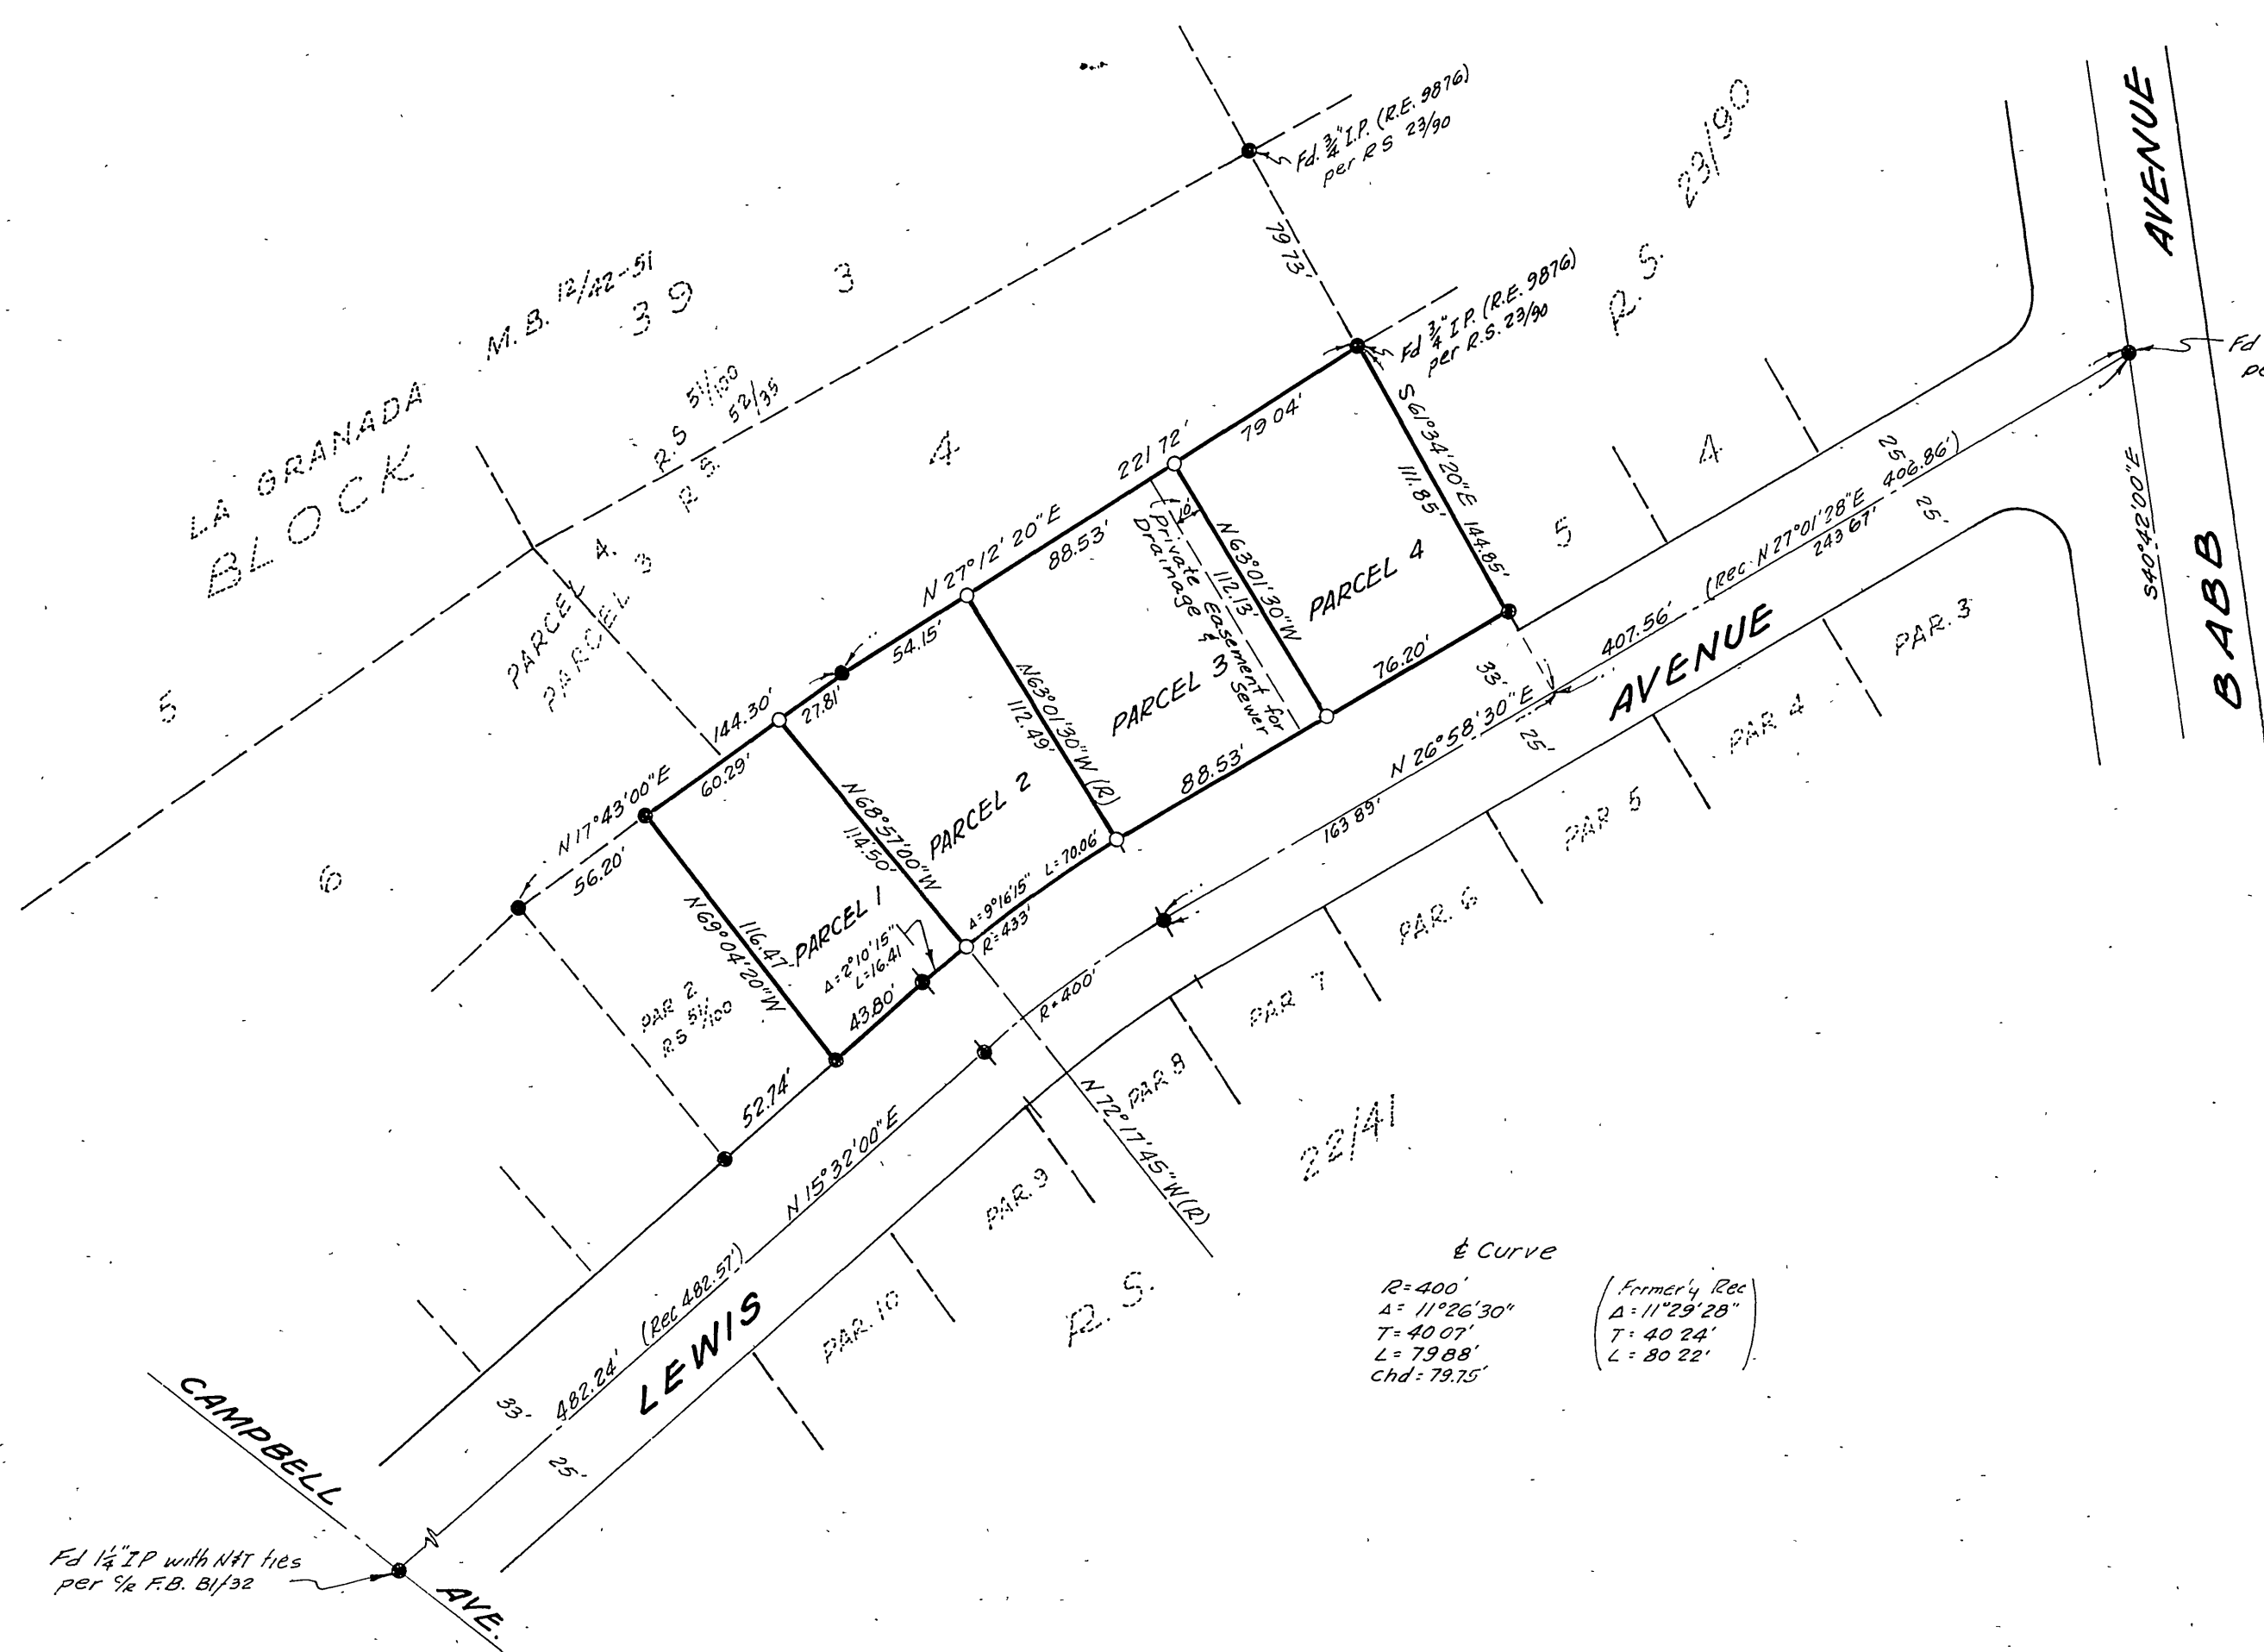 Fd. 3/4" I.P. (R.E. 9876)
per R S 23/90
79 73'
Fd 3/4" I P. (R.E. 9876)
per R.S. 23/90
R. S. 23/90
AVENUE
BABB
S40°42'00"E
Fd
LA GRANADA M.B. 12/42-51
BLOCK 39
3
R. S 51/100
R S. 52/35
4
PARCEL 4.
PARCEL 3
5
6
221 72'
79 04'
N 27°12' 20"E
88.53'
54.15'
27.81'
144.30'
60.29'
N 17°43'00"E
56.20'
S 61°34'20"E 144.85'
111.85'
N 63°01'30"W
112.13'
10'
Private Easement for
Drainage & Sewer
PARCEL 4
PARCEL 3
N63°01'30"W (R)
112.49'
PARCEL 2
N68°57'00"W
114.50'
PARCEL 1
116.47
N69°04'20"W
Δ=2°10'15"
L=16.41
43.80'
Δ=9°16'15" L=70.06'
R=433'
88.53'
76.20'
PAR 2.
RS 51/100
52.74'
5
4
25'
(Rec. N 27°01'28"E 406.86')
243 67'
25'
407.56'
33'
N 26°58'30"E
25'
163 89'
AVENUE
PAR. 3
PAR 4
PAR 5
PAR. 6
PAR 7
PAR 8
PAR. 9
PAR. 10
R=400'
N 72°17'45"W (R)
R. S. 22/41
N 15°32'00"E
482.24' (Rec 482.57')
33'
25'
LEWIS
CAMPBELL
AVE.
Fd 1 1/4" IP with N&T ties
per C/R F.B. 81/32
₵ Curve
R=400'
Δ= 11°26'30"
T= 40 07'
L= 79 88'
Chd= 79.75'
(Former'y Rec
Δ= 11°29'28"
T= 40 24'
L= 80 22')